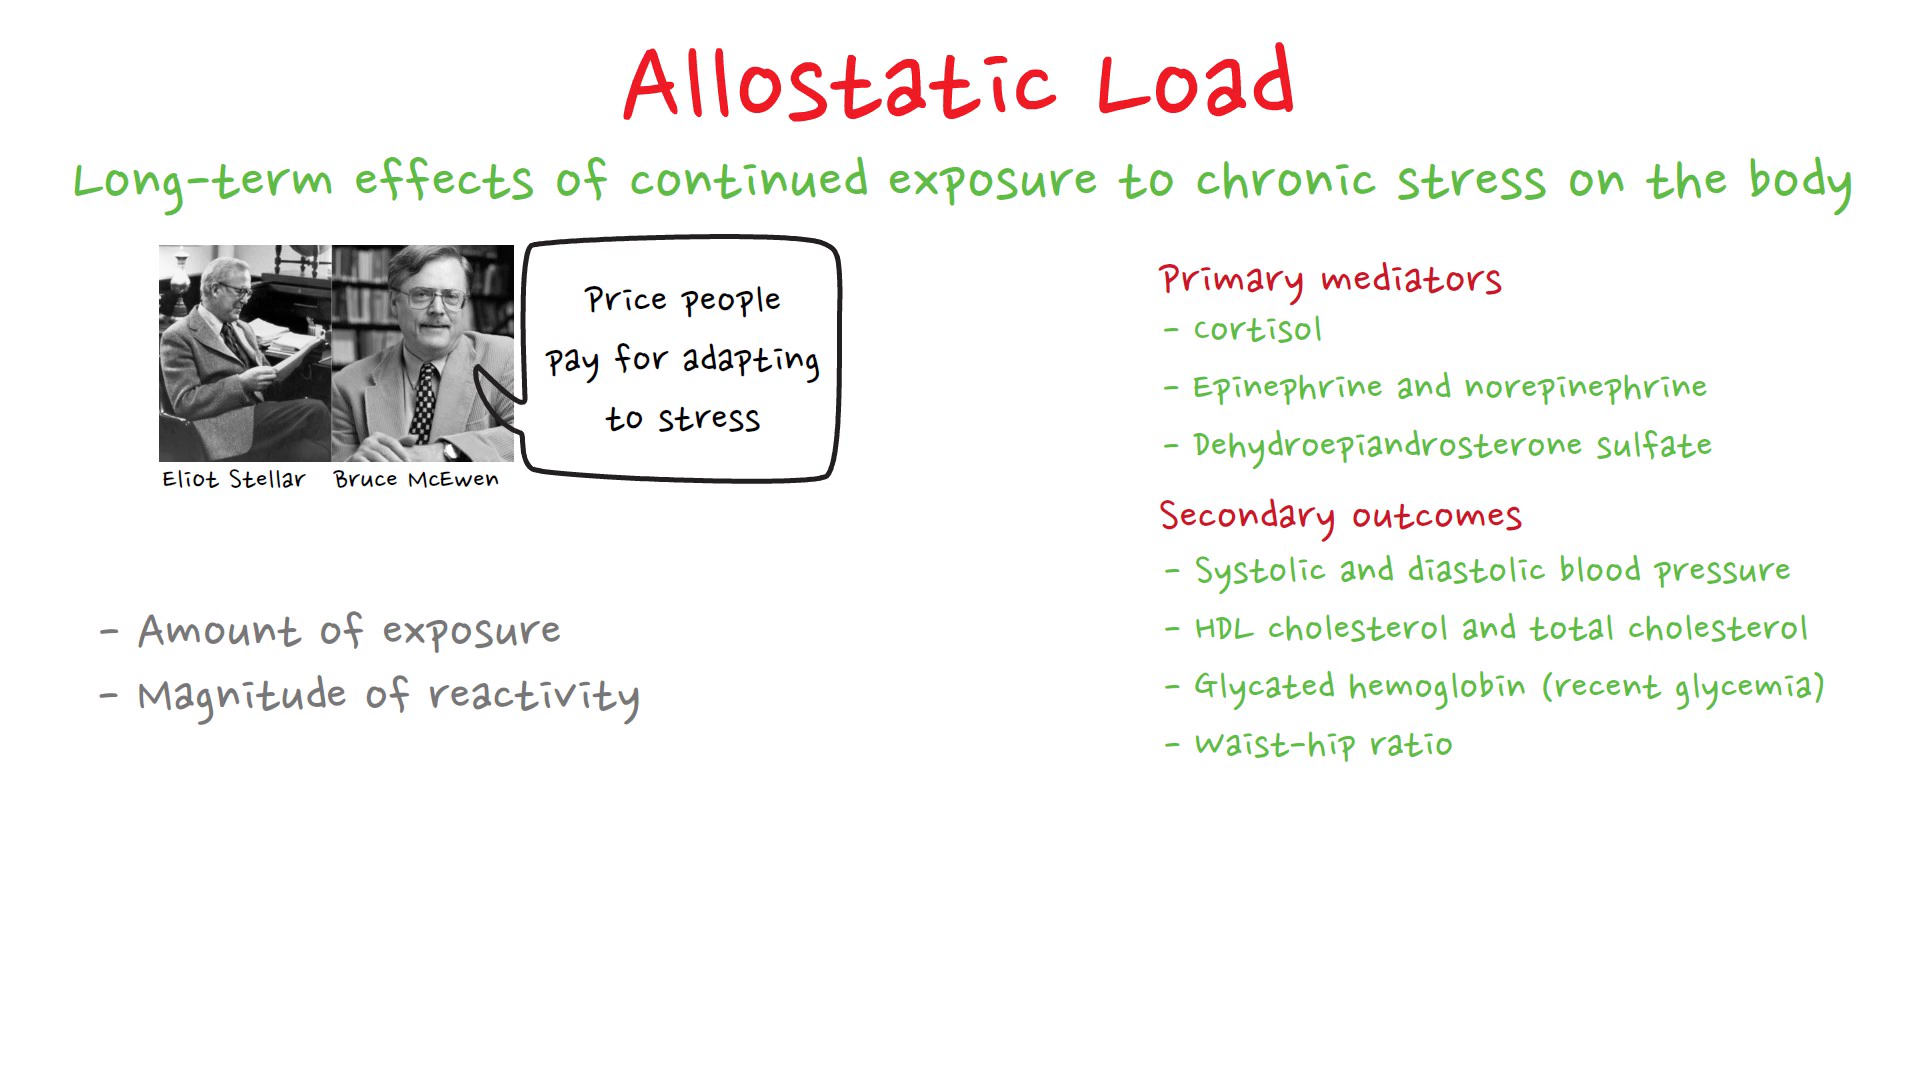 Allostatic Load
Long-term effects of continued exposure to chronic stress on the body
Price people
pay for adapting
to stress
Eliot Stellar
Bruce McEwen
- Amount of exposure
- Magnitude of reactivity
Primary mediators
- Cortisol
- Epinephrine and norepinephrine
- Dehydroepiandrosterone sulfate
Secondary outcomes
- Systolic and diastolic blood pressure
- HDL cholesterol and total cholesterol
- Glycated hemoglobin (recent glycemia)
- Waist-hip ratio